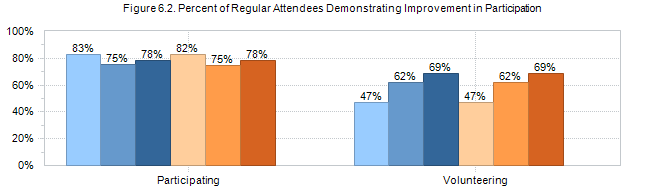 Figure 6.2. Percent of Regular Attendees Demonstrating Improvement in Participation
100%
80%
60%
40%
20%
0%
83% 75% 78% 82% 75% 78%
47% 62% 69% 47% 62% 69%
Participating Volunteering